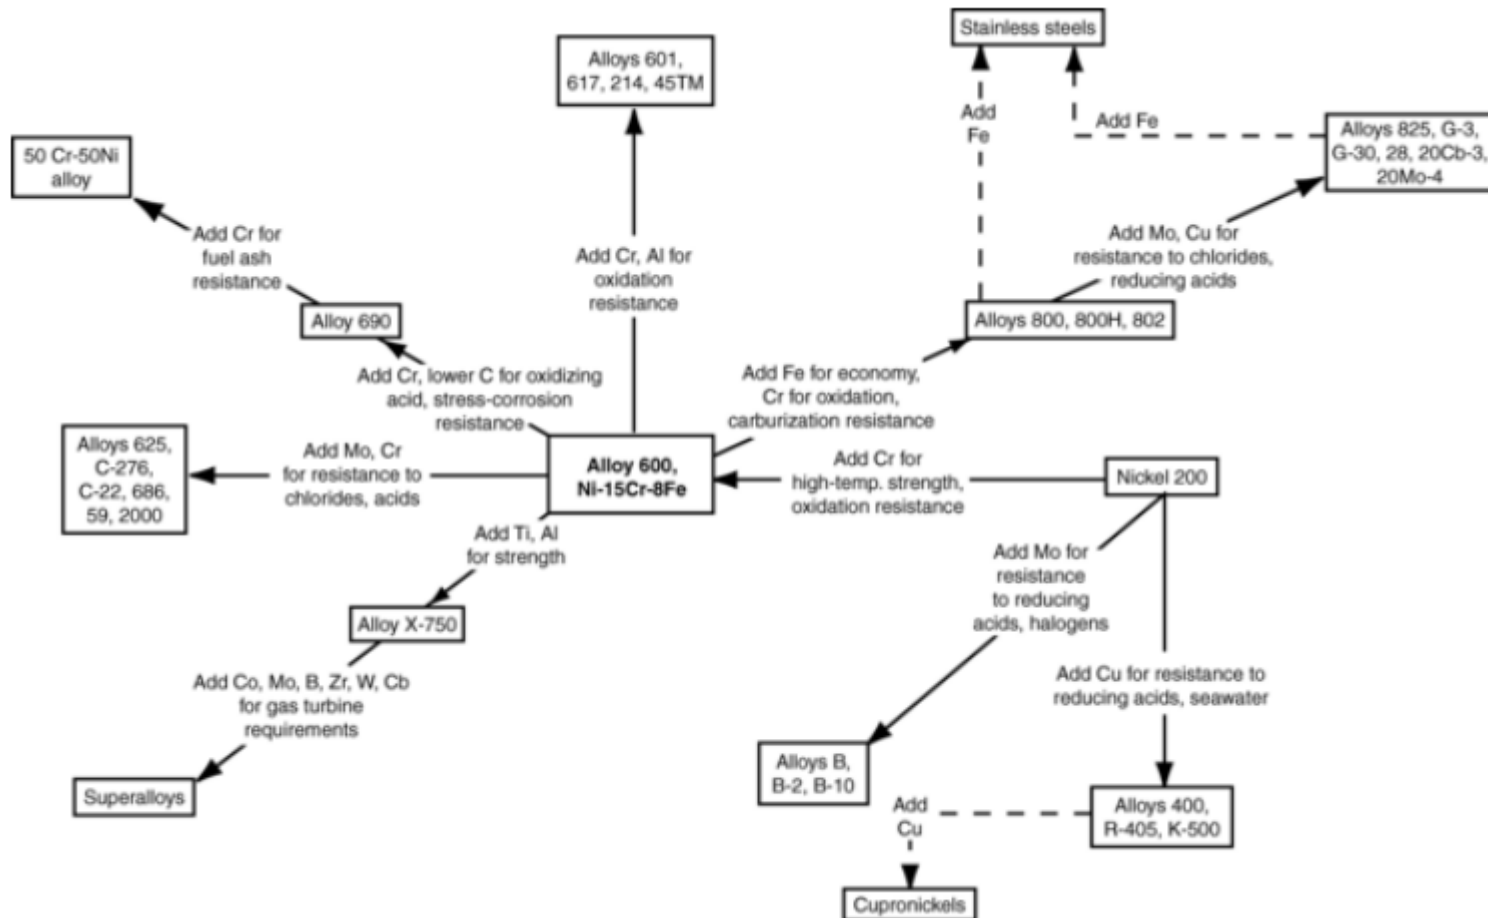 Stainless steels
Alloys 601,
617, 214, 45TM
Add
Fe
Add Fe
Alloys 825, G-3,
G-30, 28, 20Cb-3,
20Mo-4
50 Cr-50Ni
alloy
Add Cr for
fuel ash
resistance
Add Cr, Al for
oxidation
resistance
Add Mo, Cu for
resistance to chlorides,
reducing acids
Alloy 690
Alloys 800, 800H, 802
Add Cr, lower C for oxidizing
acid, stress-corrosion
resistance
Add Fe for economy,
Cr for oxidation,
carburization resistance
Alloys 625,
C-276,
C-22, 686,
59, 2000
Add Mo, Cr
for resistance to
chlorides, acids
Alloy 600,
Ni-15Cr-8Fe
Add Cr for
high-temp. strength,
oxidation resistance
Nickel 200
Add Ti, Al
for strength
Add Mo for
resistance
to reducing
acids, halogens
Alloy X-750
Add Co, Mo, B, Zr, W, Cb
for gas turbine
requirements
Add Cu for resistance to
reducing acids, seawater
Superalloys
Alloys B,
B-2, B-10
Alloys 400,
R-405, K-500
Add
Cu
Cupronickels